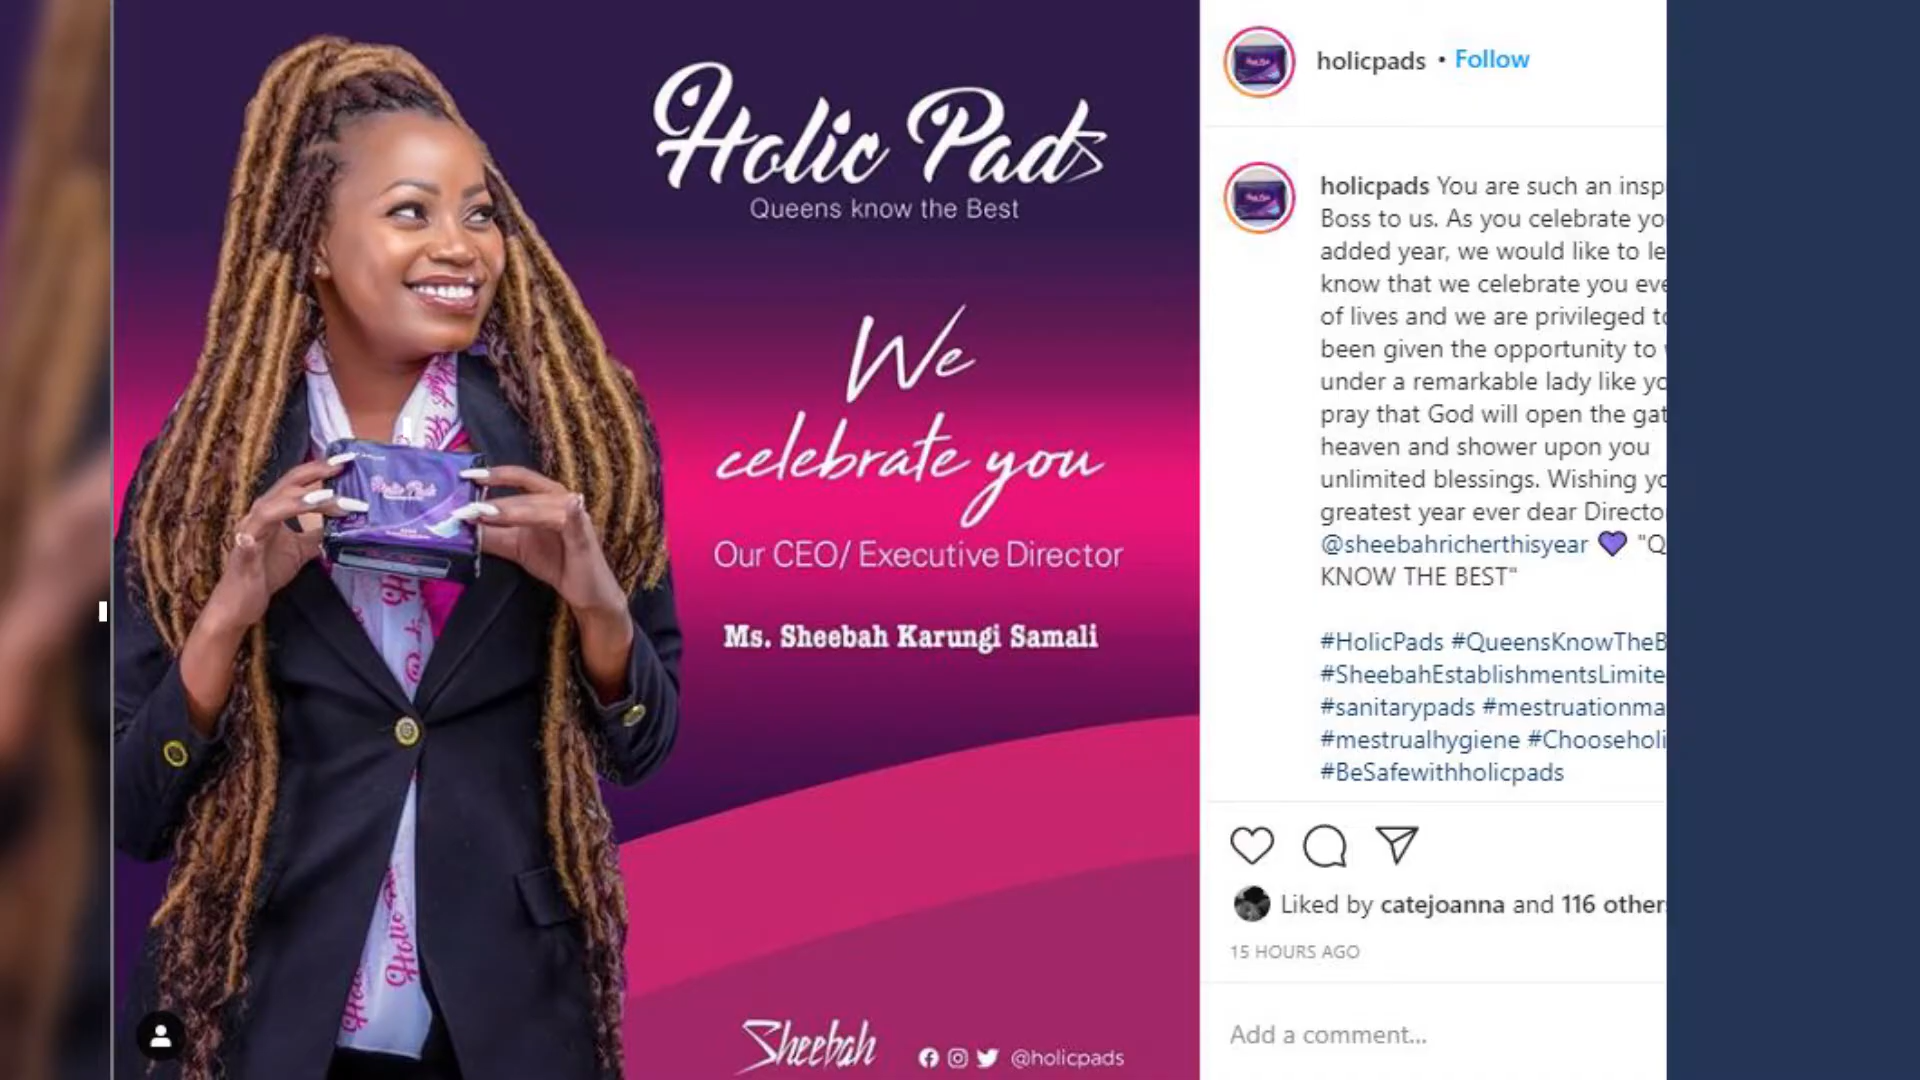 Holic Pads
Queens know the Best
We
celebrate you
Our CEO/ Executive Director
Ms. Sheebah Karungi Samali
Holic Pads
Sheebah
@holicpads
holicpads • Follow
holicpads You are such an insp
Boss to us. As you celebrate yo
added year, we would like to le
know that we celebrate you eve
of lives and we are privileged to
been given the opportunity to
under a remarkable lady like yo
pray that God will open the gat
heaven and shower upon you
unlimited blessings. Wishing yo
greatest year ever dear Directo
@sheebahricherthisyear 💜 "Q
KNOW THE BEST"
#HolicPads #QueensKnowTheB
#SheebahEstablishmentsLimite
#sanitarypads #mestruationma
#mestrualhygiene #Chooseholi
#BeSafewithholicpads
Liked by catejoanna and 116 other
15 HOURS AGO
Add a comment...